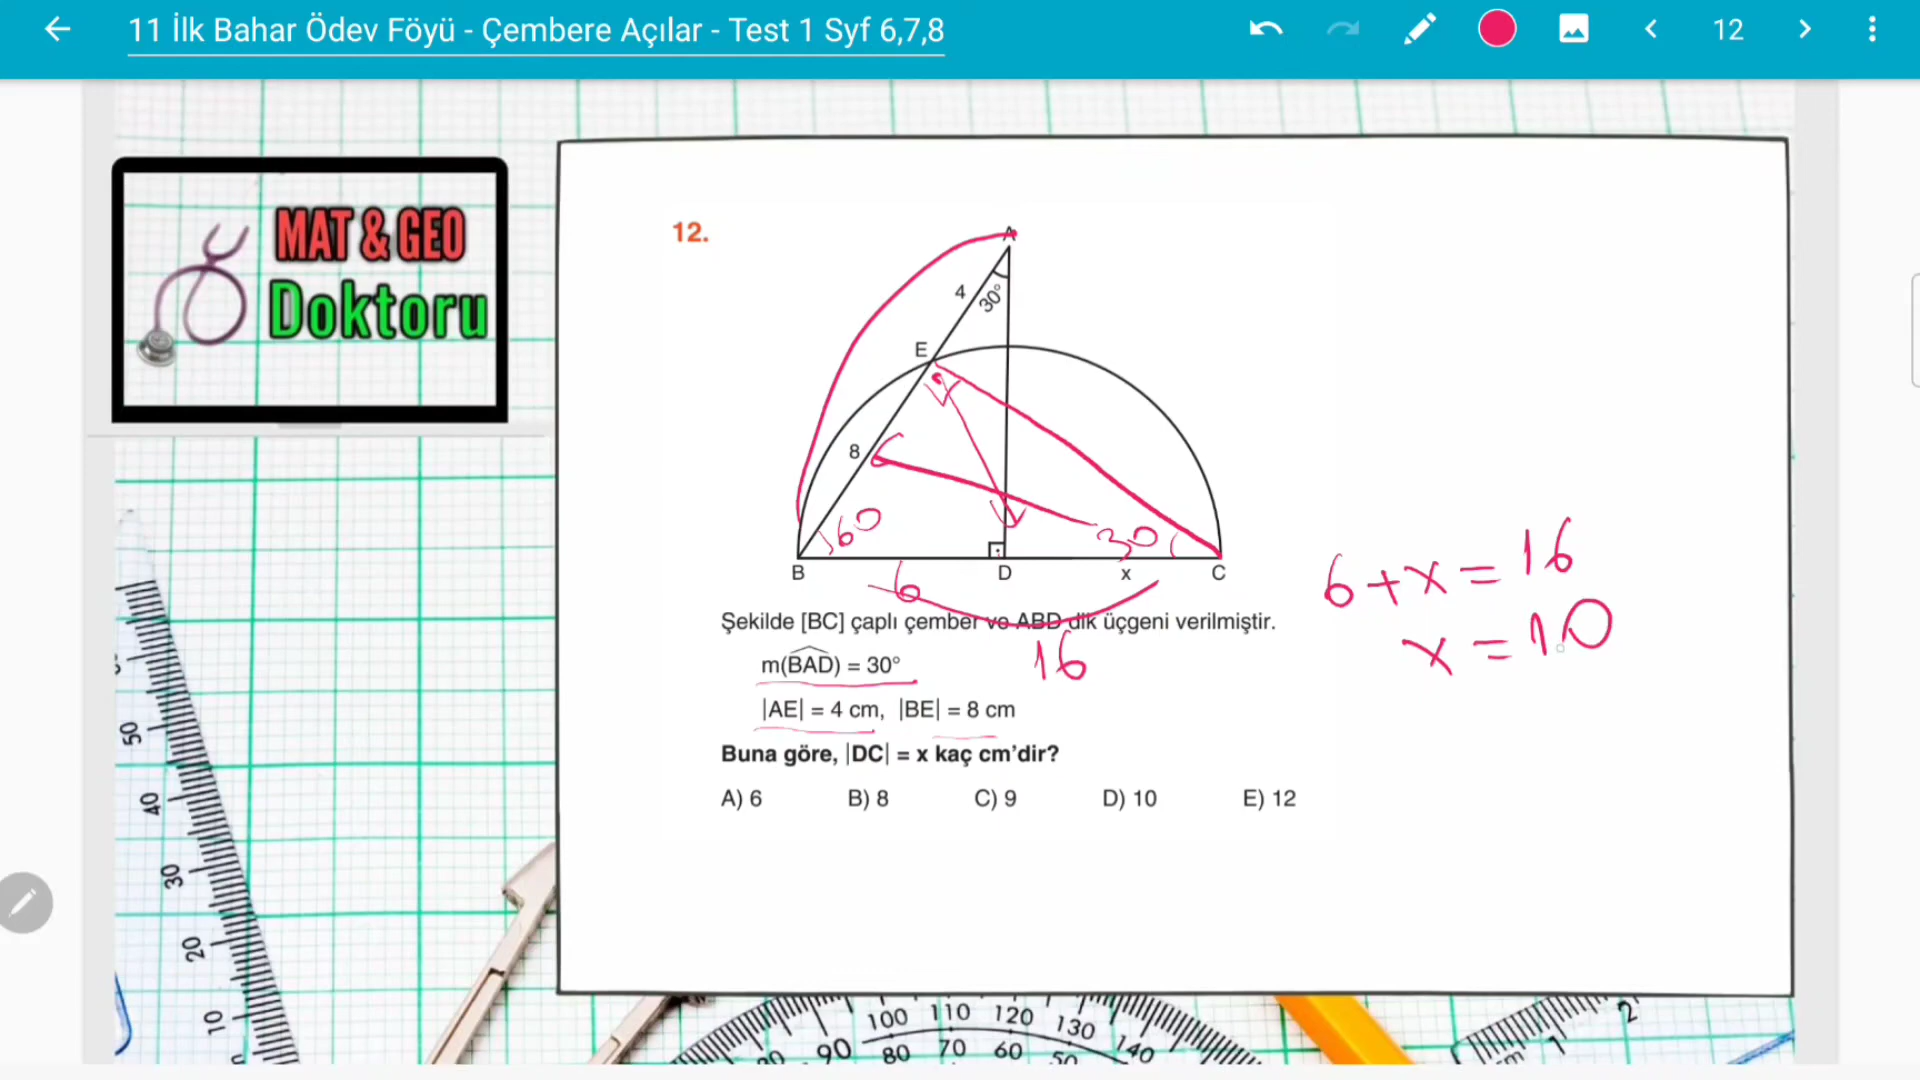 11 İlk Bahar Ödev Föyü - Çembere Açılar - Test 1 Syf 6,7,8
12
MAT & GEO
Doktoru
12.
A
4
30°
E
8
60
30
B
D
x
C
6
16
6+x=16
x=10
Şekilde [BC] çaplı çember ve ABD dik üçgeni verilmiştir.
m(BAD) = 30°
|AE| = 4 cm, |BE| = 8 cm
Buna göre, |DC| = x kaç cm'dir?
A) 6 B) 8 C) 9 D) 10 E) 12
50
40
30
20
10
100 110 120 130 140
90 80 70 60 50
1
2